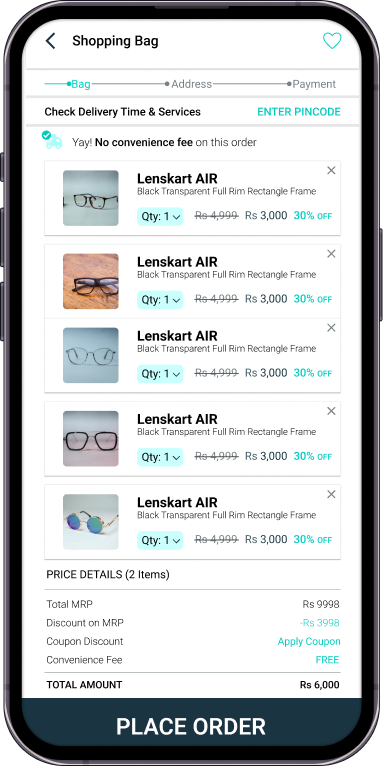 Shopping Bag
Bag Address Payment
Check Delivery Time & Services ENTER PINCODE
Yay! No convenience fee on this order
Lenskart AIR
Black Transparent Full Rim Rectangle Frame
Qty: 1 Rs 4,999 Rs 3,000 30% OFF
Lenskart AIR
Black Transparent Full Rim Rectangle Frame
Qty: 1 Rs 4,999 Rs 3,000 30% OFF
Lenskart AIR
Black Transparent Full Rim Rectangle Frame
Qty: 1 Rs 4,999 Rs 3,000 30% OFF
Lenskart AIR
Black Transparent Full Rim Rectangle Frame
Qty: 1 Rs 4,999 Rs 3,000 30% OFF
Lenskart AIR
Black Transparent Full Rim Rectangle Frame
Qty: 1 Rs 4,999 Rs 3,000 30% OFF
PRICE DETAILS (2 Items)
Total MRP Rs 9998
Discount on MRP -Rs 3998
Coupon Discount Apply Coupon
Convenience Fee FREE
TOTAL AMOUNT Rs 6,000
PLACE ORDER